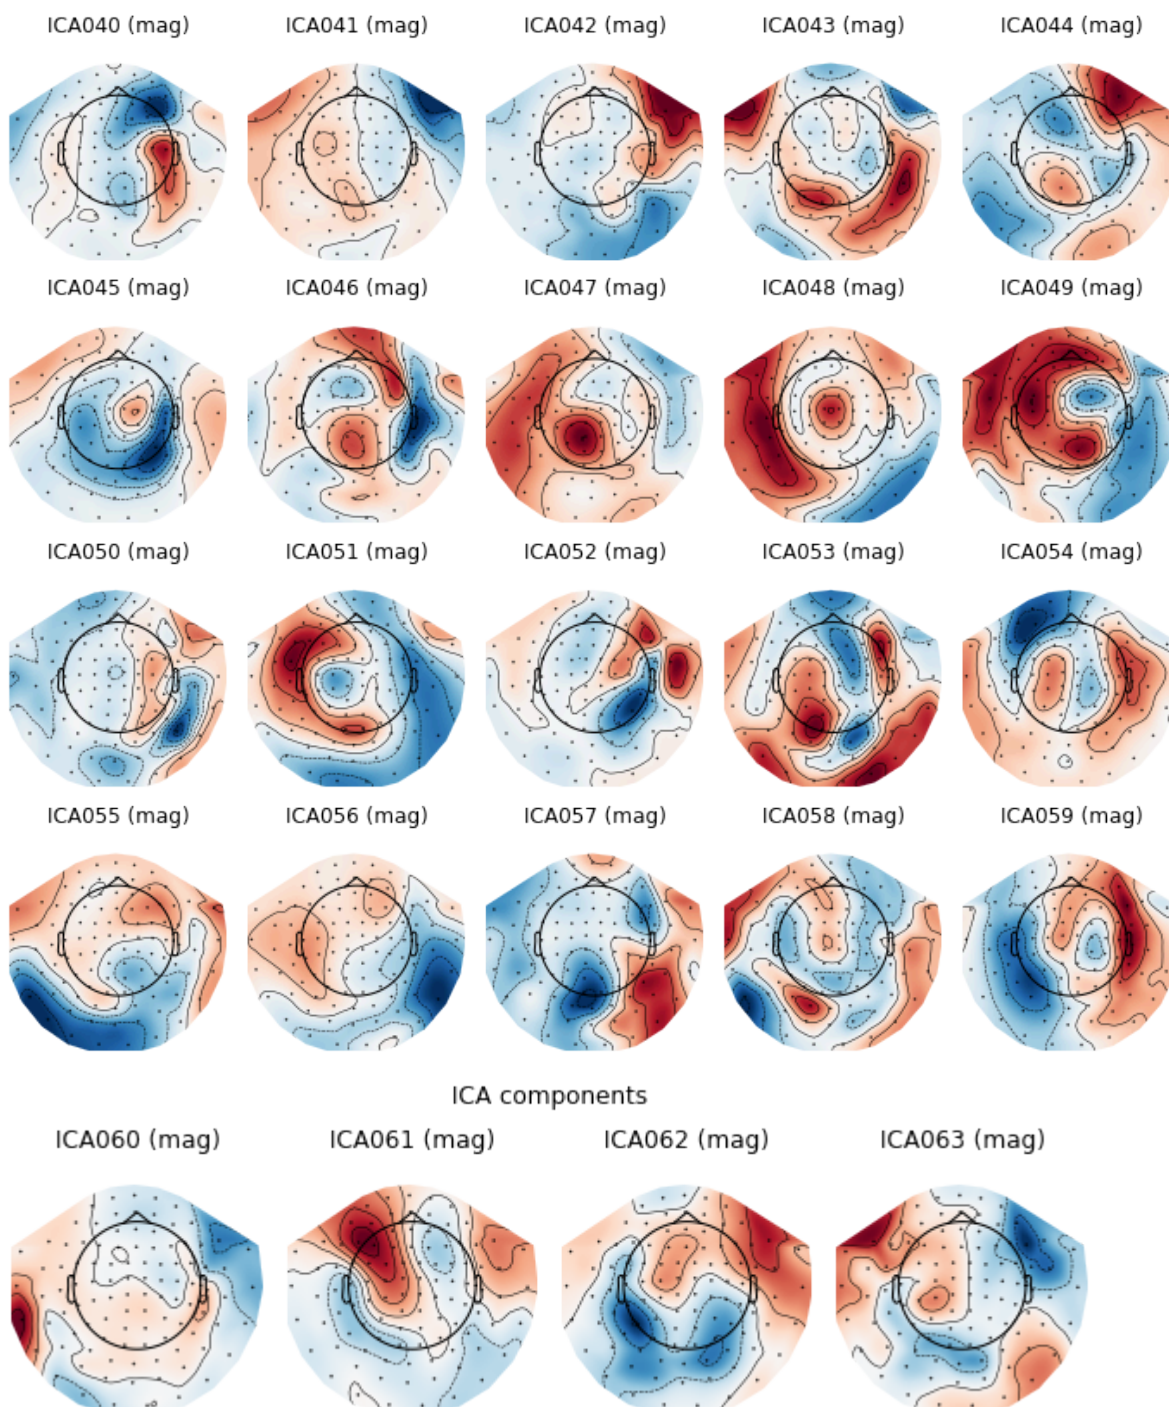 ICA040 (mag) ICA041 (mag) ICA042 (mag) ICA043 (mag) ICA044 (mag)
ICA045 (mag) ICA046 (mag) ICA047 (mag) ICA048 (mag) ICA049 (mag)
ICA050 (mag) ICA051 (mag) ICA052 (mag) ICA053 (mag) ICA054 (mag)
ICA055 (mag) ICA056 (mag) ICA057 (mag) ICA058 (mag) ICA059 (mag)
ICA components
ICA060 (mag) ICA061 (mag) ICA062 (mag) ICA063 (mag)